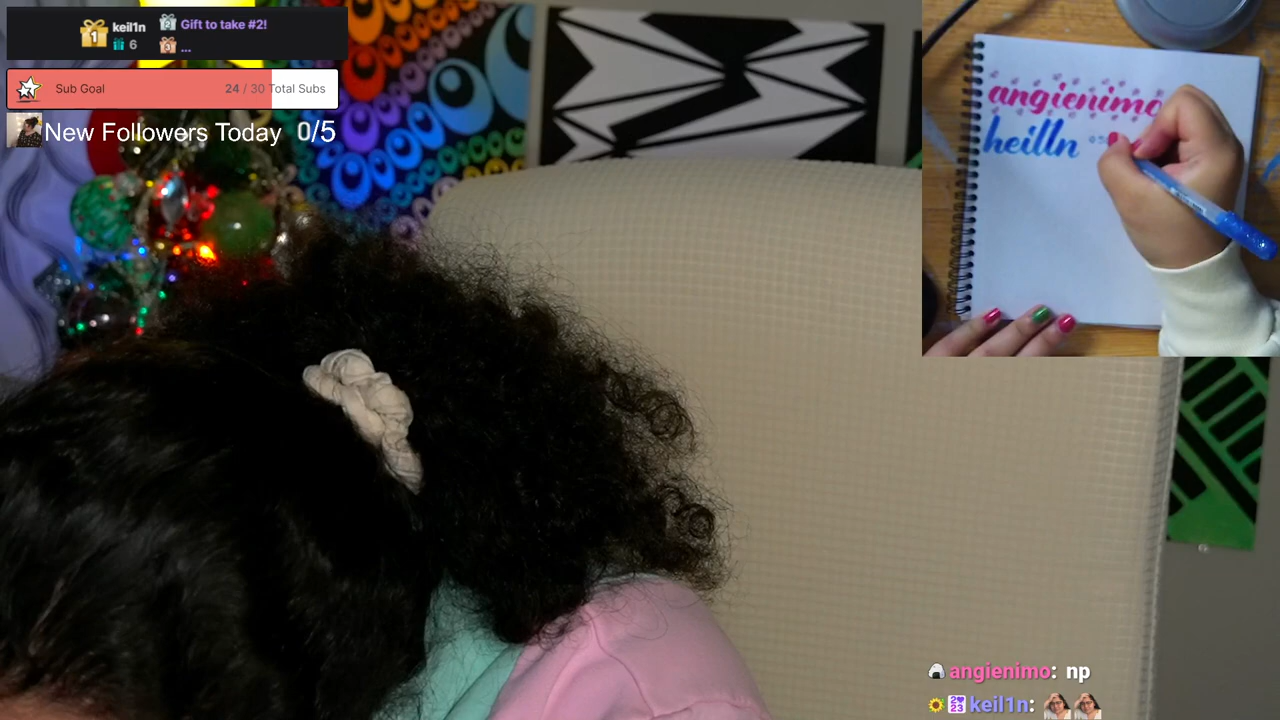 keil1n
6
Gift to take #2!
...
Sub Goal 24 / 30 Total Subs
New Followers Today 0/5
angienimo
keil1n
angienimo: np
keil1n: